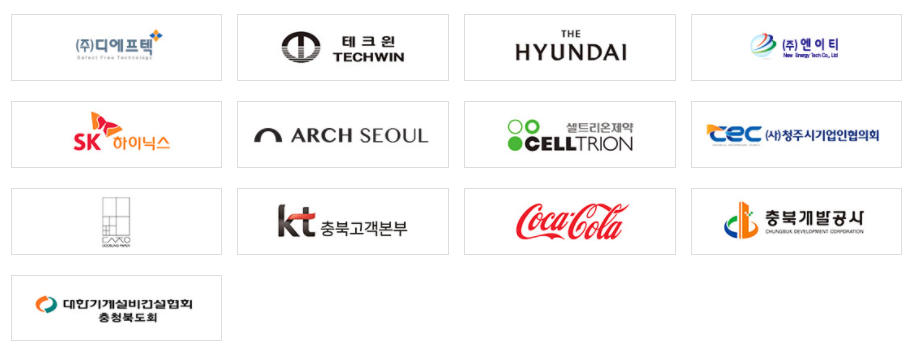 (주)디에프텍
Select Free Technology
테크윈
TECHWIN
THE
HYUNDAI
(주)엔이티
New Energy Tech Co., Ltd
SK
하이닉스
ARCH SEOUL
셀트리온제약
CELLTRION
CEC (사)청주시기업인협의회
kt 충북고객본부
Coca-Cola
충북개발공사
CHUNGBUK DEVELOPMENT CORPORATION
대한기계설비건설협회
충청북도회